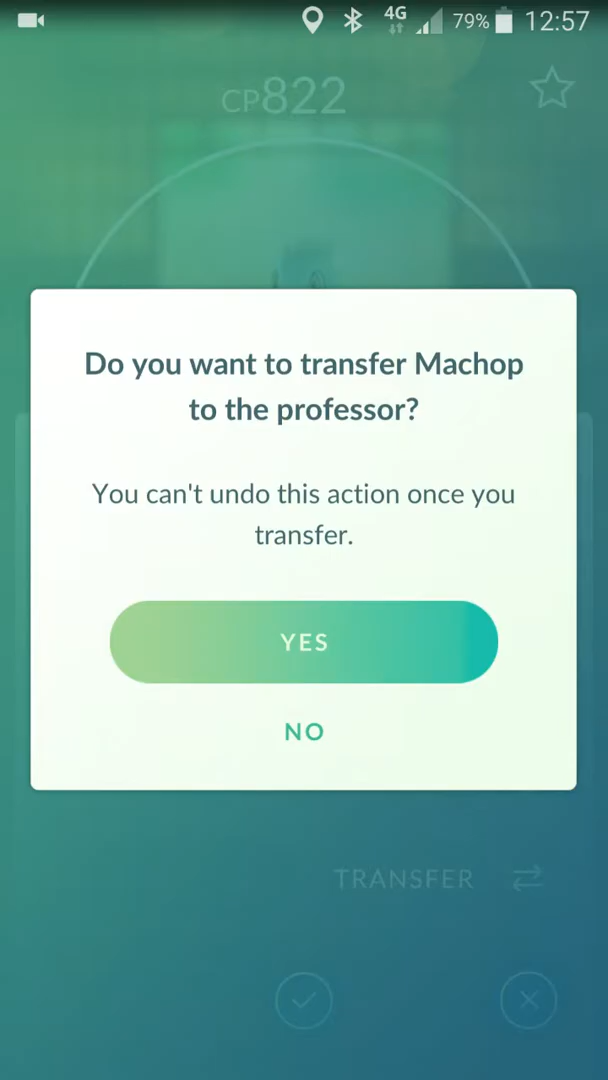 4G 79% 12:57
CP822
Do you want to transfer Machop
to the professor?
You can't undo this action once you
transfer.
YES
NO
TRANSFER